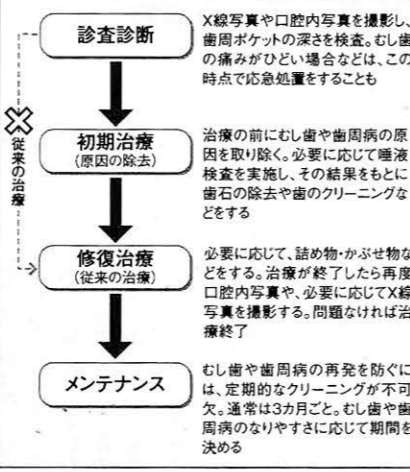 診査診断
X線写真や口腔内写真を撮影し、
歯周ポケットの深さを検査。むし歯
の痛みがひどい場合などは、この
時点で応急処置をすることも
従来の治療
初期治療
(原因の除去)
治療の前にむし歯や歯周病の原
因を取り除く。必要に応じて唾液
検査を実施し、その結果をもとに
歯石の除去や歯のクリーニングな
どをする
修復治療
(従来の治療)
必要に応じて、詰め物・かぶせ物な
どをする。治療が終了したら再度
口腔内写真や、必要に応じてX線
写真を撮影する。問題なければ治
療終了
メンテナンス
むし歯や歯周病の再発を防ぐに
は、定期的なクリーニングが不可
欠。通常は3カ月ごと。むし歯や歯
周病のなりやすさに応じて期間を
決める